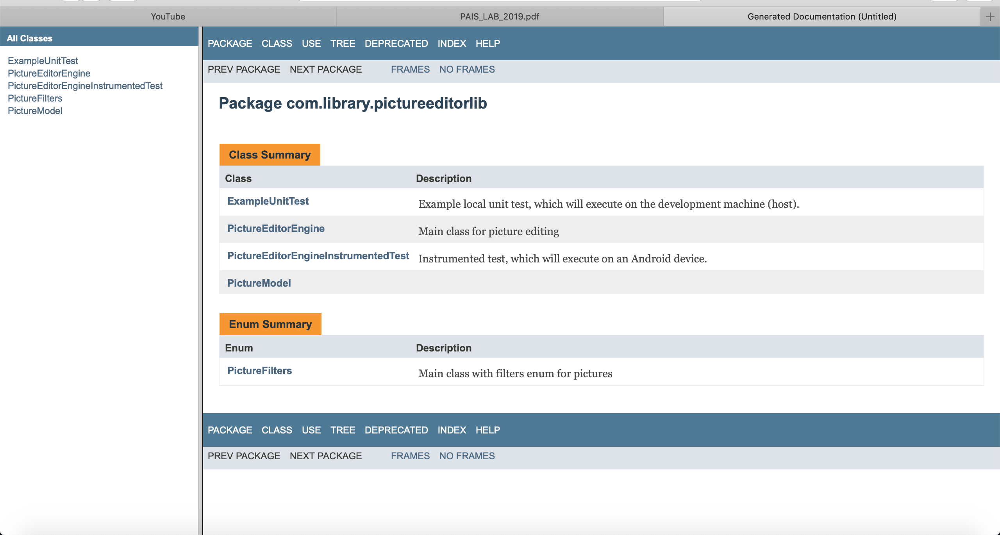 YouTube PAIS_LAB_2019.pdf Generated Documentation (Untitled)
All Classes
ExampleUnitTest
PictureEditorEngine
PictureEditorEngineInstrumentedTest
PictureFilters
PictureModel
PACKAGE CLASS USE TREE DEPRECATED INDEX HELP
PREV PACKAGE NEXT PACKAGE FRAMES NO FRAMES
Package com.library.pictureeditorlib
Class Summary
Class Description
ExampleUnitTest Example local unit test, which will execute on the development machine (host).
PictureEditorEngine Main class for picture editing
PictureEditorEngineInstrumentedTest Instrumented test, which will execute on an Android device.
PictureModel
Enum Summary
Enum Description
PictureFilters Main class with filters enum for pictures
PACKAGE CLASS USE TREE DEPRECATED INDEX HELP
PREV PACKAGE NEXT PACKAGE FRAMES NO FRAMES